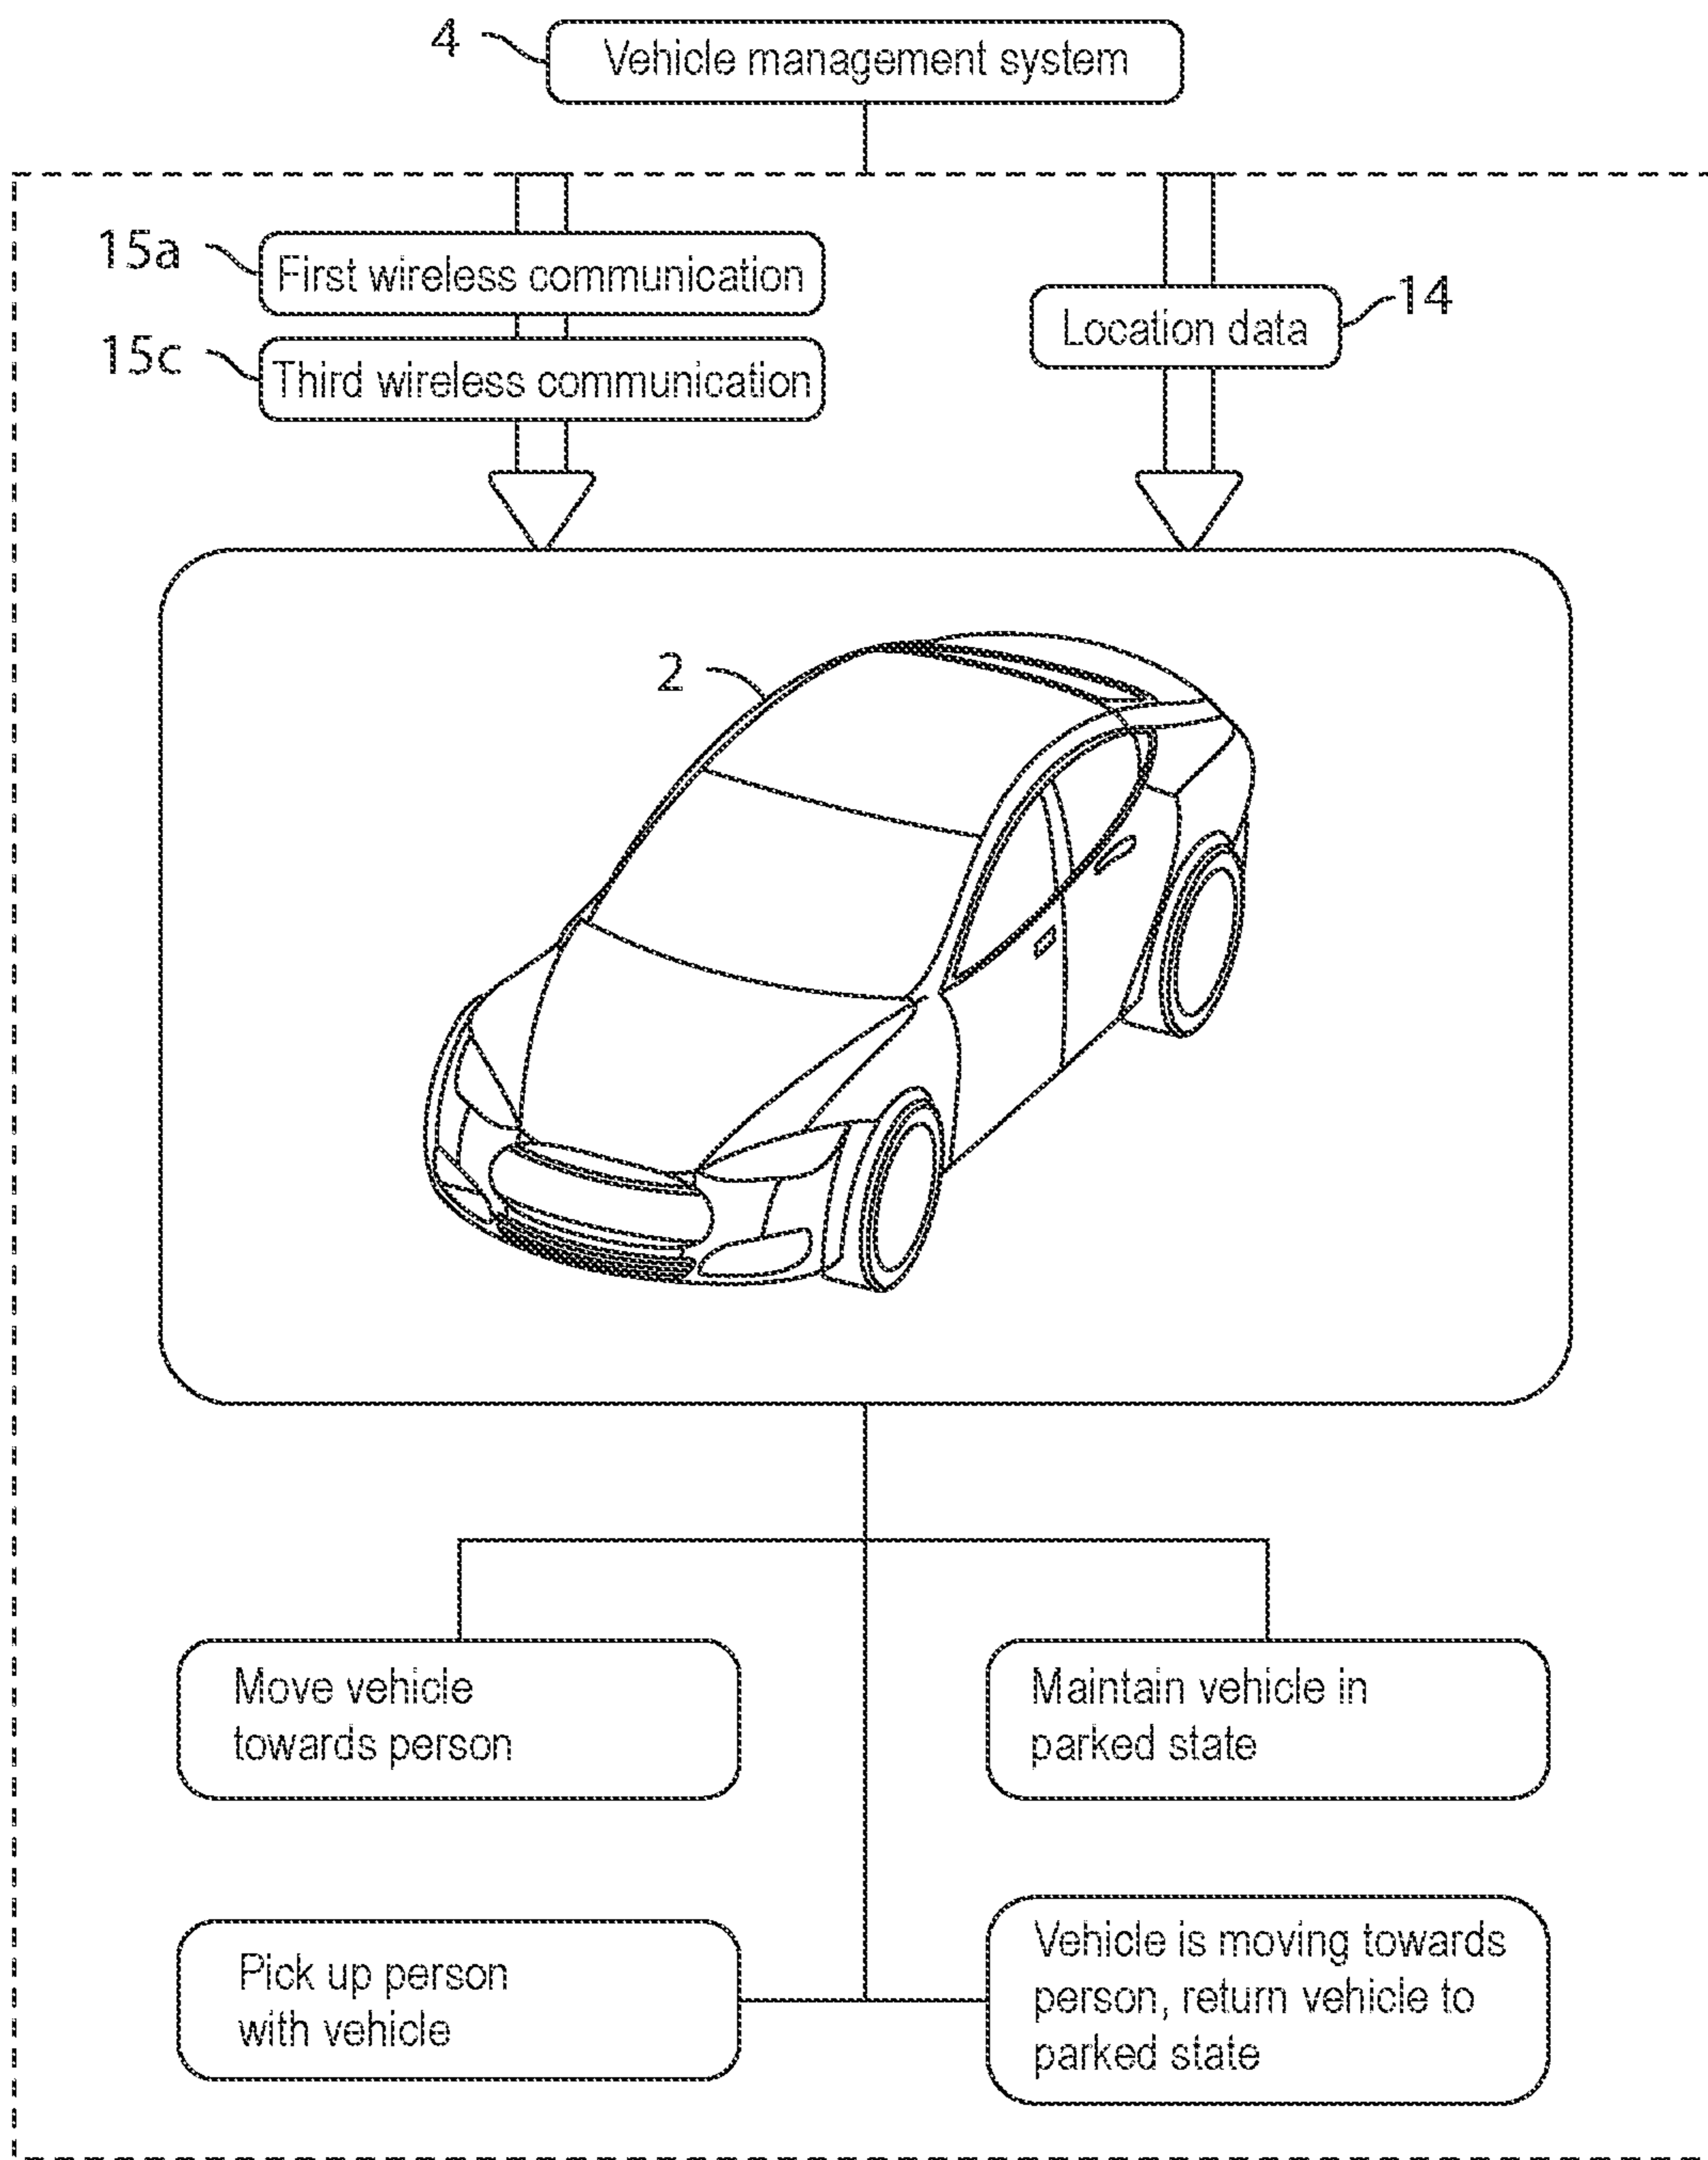 4
Vehicle management system
15a
First wireless communication
14
Location data
15c
Third wireless communication
2
Move vehicle
towards person
Maintain vehicle in
parked state
Pick up person
with vehicle
Vehicle is moving towards
person, return vehicle to
parked state